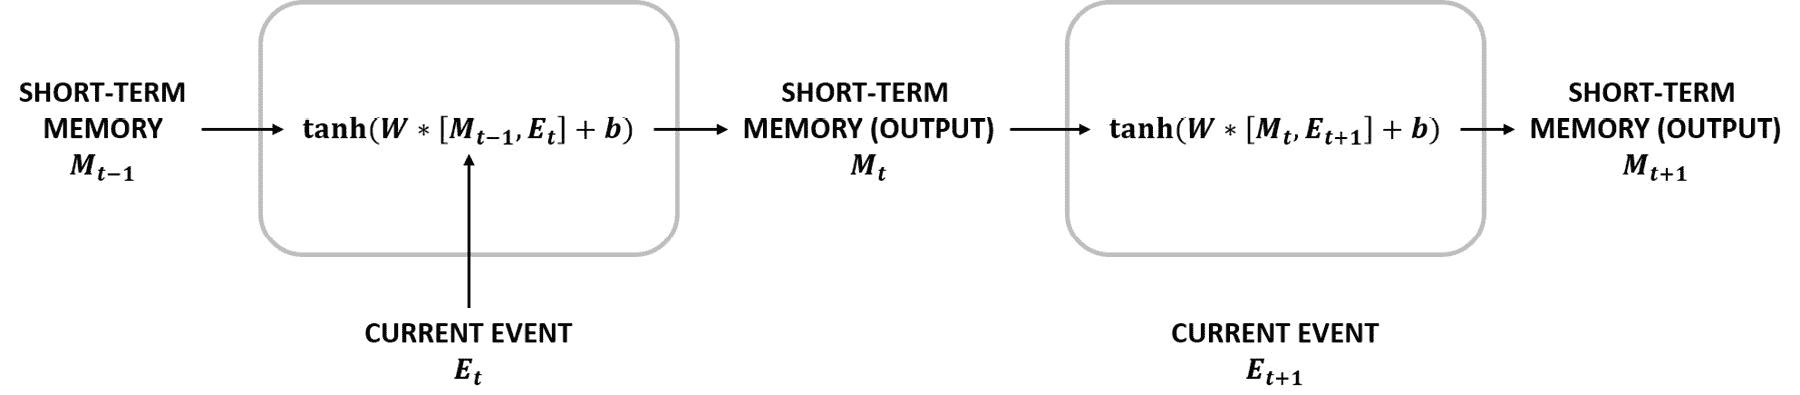 SHORT-TERM
MEMORY
M_{t−1}
tanh(W * [M_{t−1}, E_t] + b)
CURRENT EVENT
E_t
SHORT-TERM
MEMORY (OUTPUT)
M_t
tanh(W * [M_t, E_{t+1}] + b)
CURRENT EVENT
E_{t+1}
SHORT-TERM
MEMORY (OUTPUT)
M_{t+1}